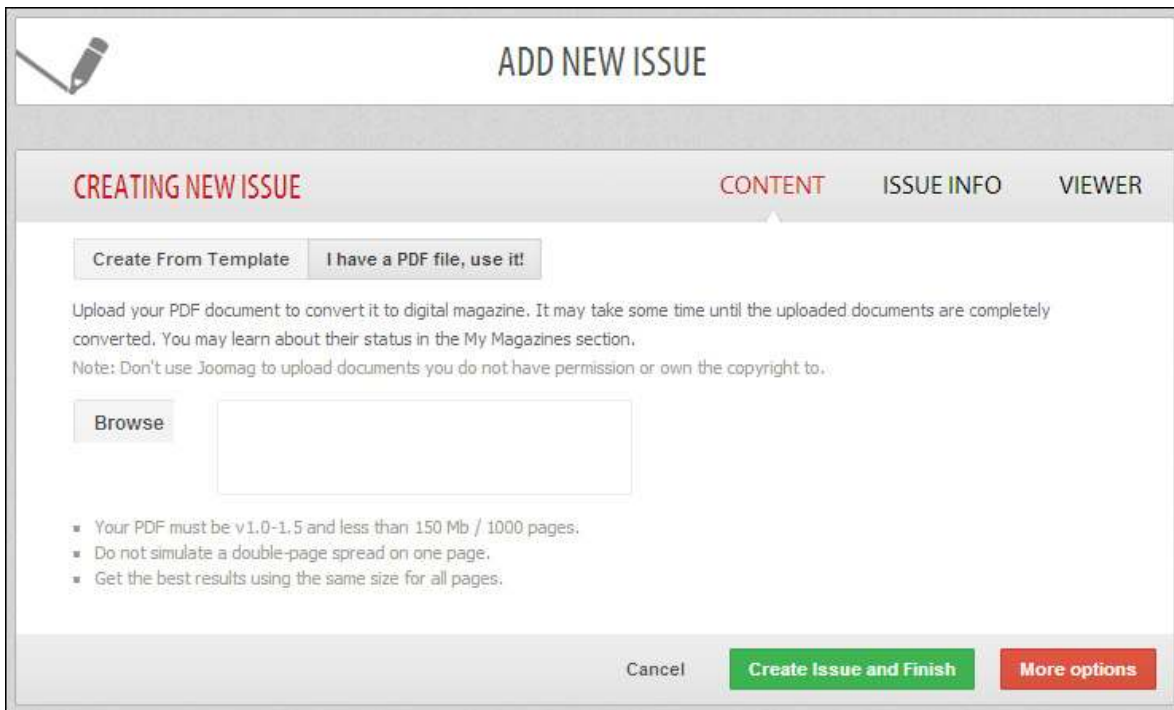 ADD NEW ISSUE
CREATING NEW ISSUE
CONTENT
ISSUE INFO
VIEWER
Create From Template
I have a PDF file, use it!
Upload your PDF document to convert it to digital magazine. It may take some time until the uploaded documents are completely
converted. You may learn about their status in the My Magazines section.
Note: Don't use Joomag to upload documents you do not have permission or own the copyright to.
Browse
Your PDF must be v1.0-1.5 and less than 150 Mb / 1000 pages.
Do not simulate a double-page spread on one page.
Get the best results using the same size for all pages.
Cancel
Create Issue and Finish
More options